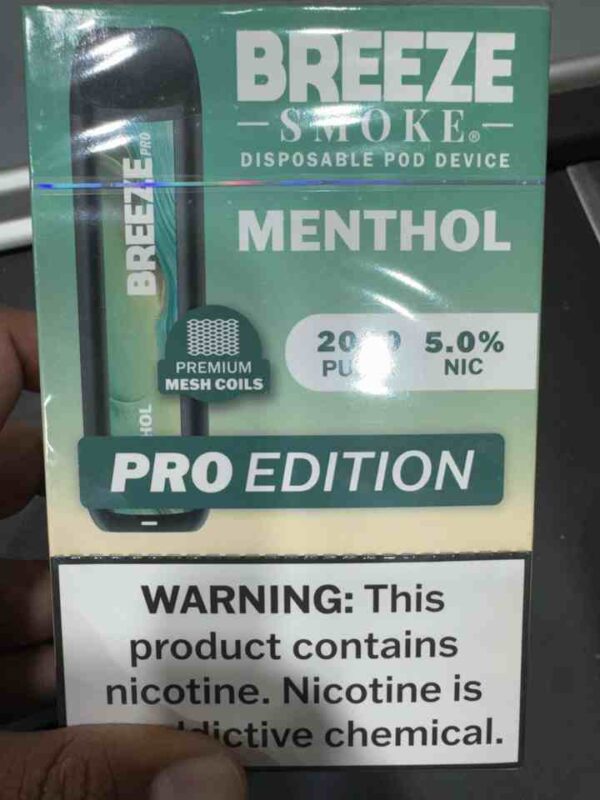 BREEZE
SMOKE®
DISPOSABLE POD DEVICE
BREEZE PRO
MENTHOL
PREMIUM
MESH COILS
5.0%
NIC
HOL
PRO EDITION
WARNING: This
product contains
nicotine. Nicotine is
chemical.